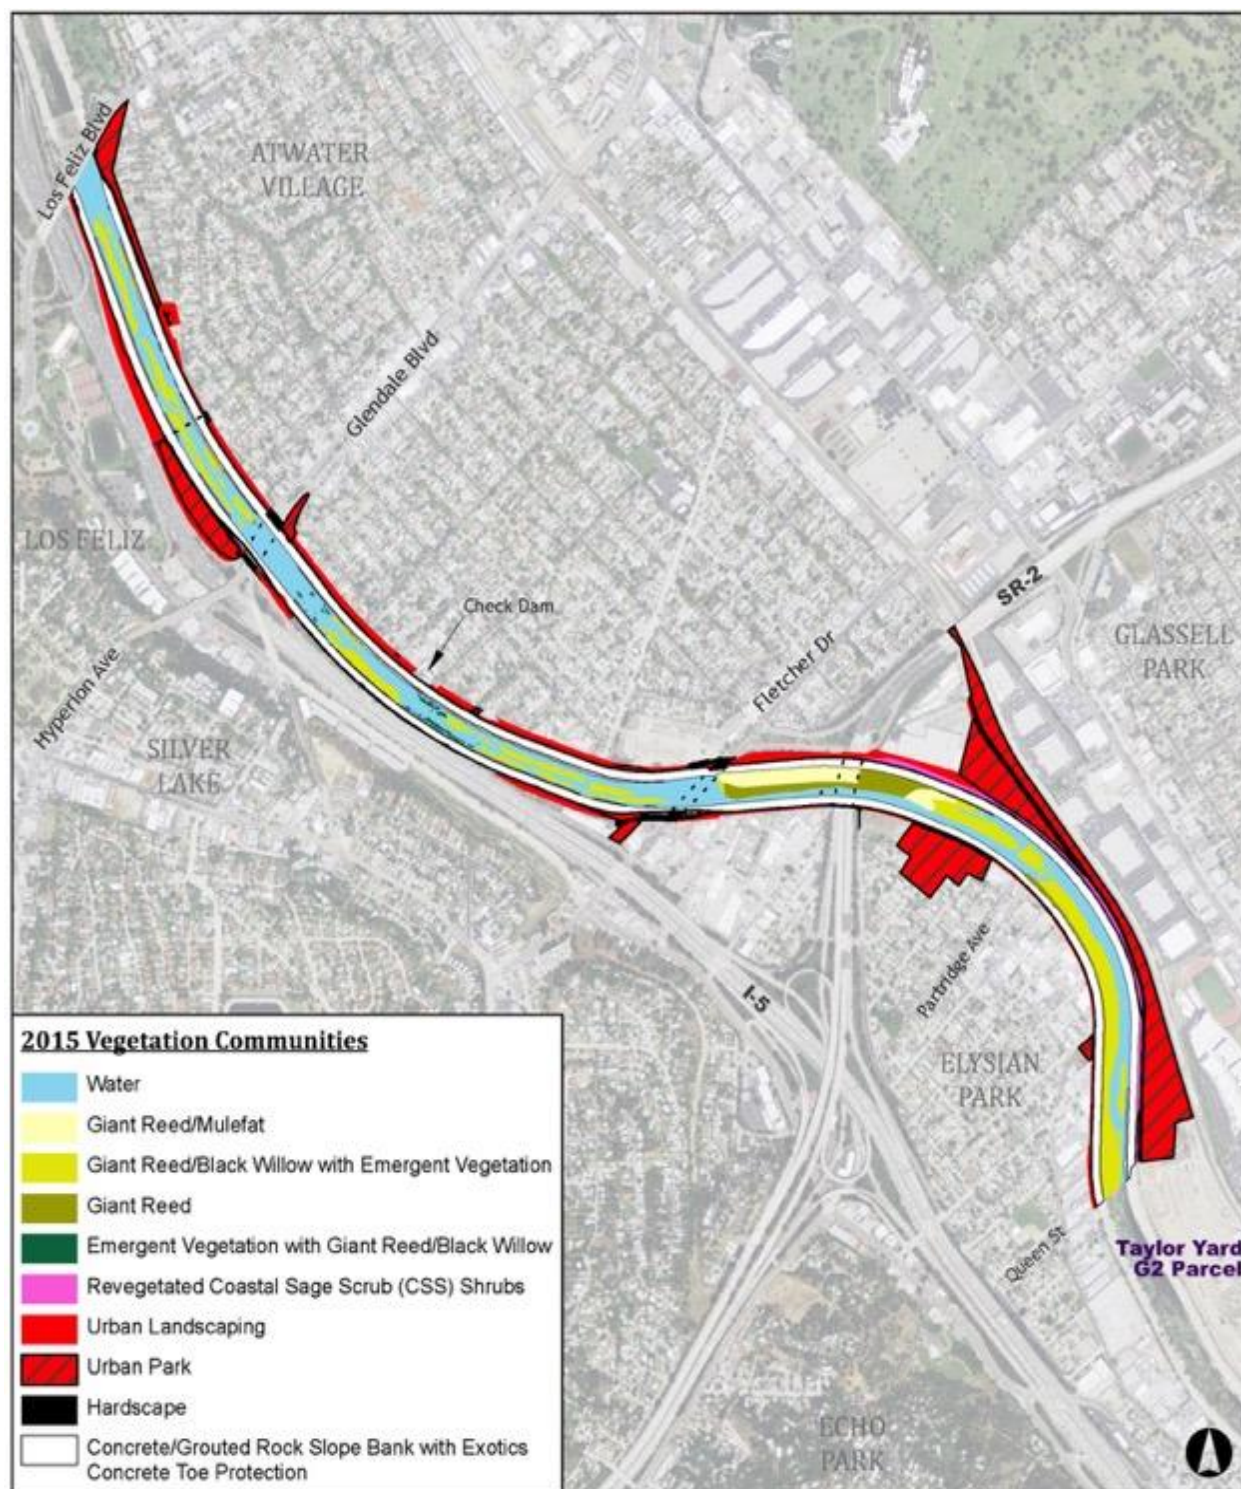 Los Feliz Blvd
ATWATER
VILLAGE
Glendale Blvd
LOS FELIZ
Check Dam
Hyperion Ave
SILVER
LAKE
Fletcher Dr
SR-2
GLASSELL
PARK
I-5
Partridge Ave
ELYSIAN
PARK
Queen St
Taylor Yard
G2 Parcel
ECHO
PARK
2015 Vegetation Communities
Water
Giant Reed/Mulefat
Giant Reed/Black Willow with Emergent Vegetation
Giant Reed
Emergent Vegetation with Giant Reed/Black Willow
Revegetated Coastal Sage Scrub (CSS) Shrubs
Urban Landscaping
Urban Park
Hardscape
Concrete/Grouted Rock Slope Bank with Exotics
Concrete Toe Protection